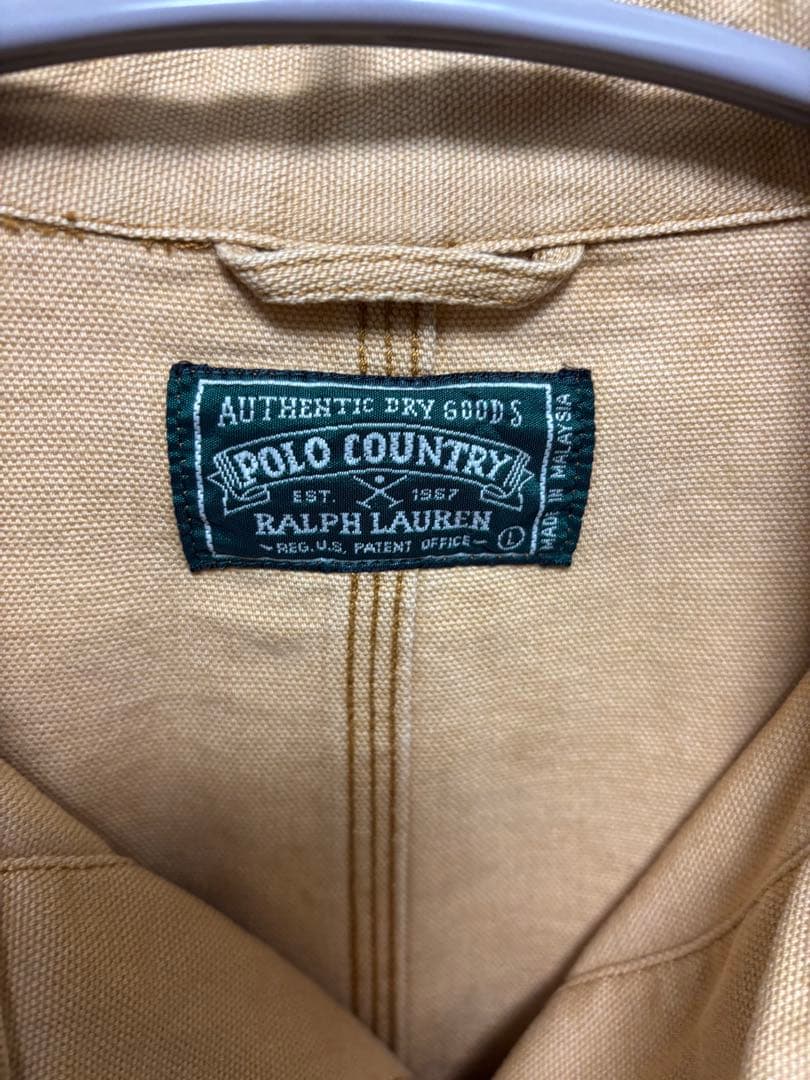 AUTHENTIC DRY GOODS
POLO COUNTRY
EST. 1967
RALPH LAUREN
REG. U.S. PATENT OFFICE
L
MADE IN MALAYSIA